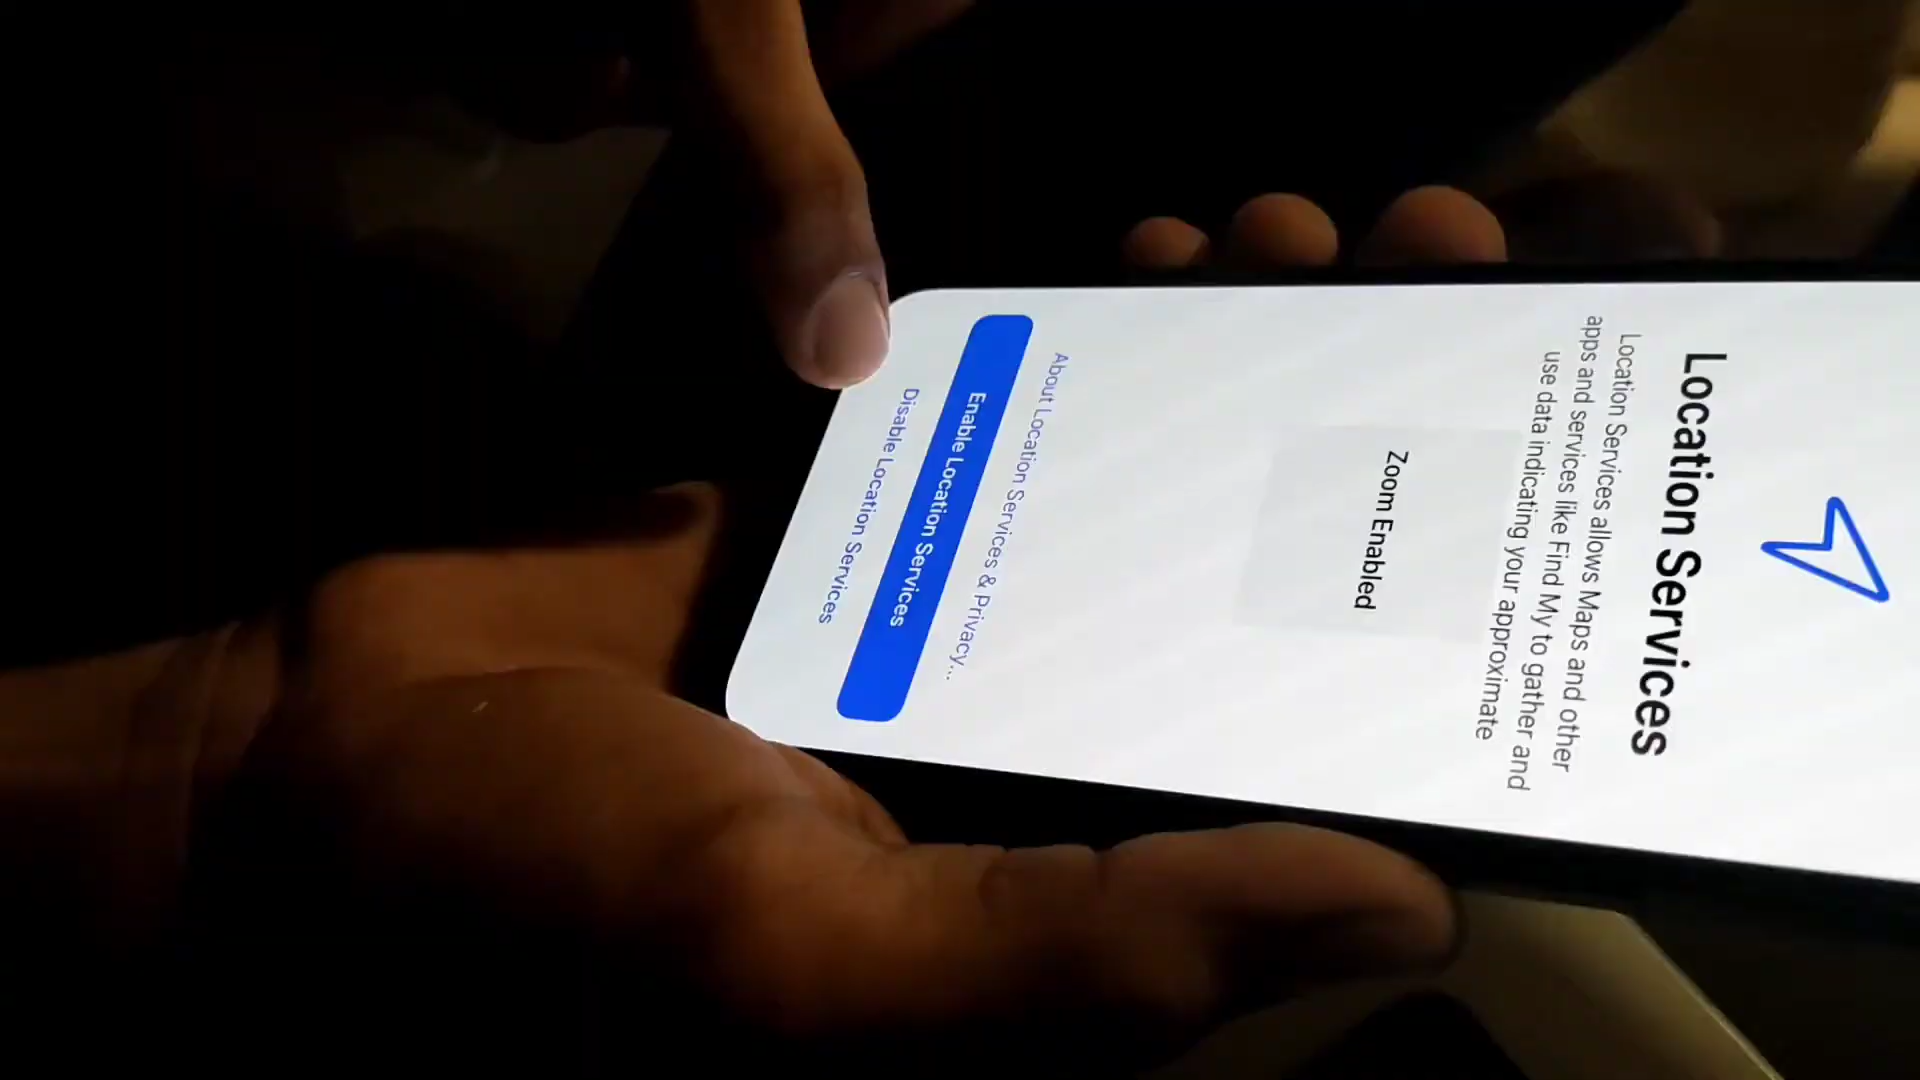 Location Services
Location Services allows Maps and other
apps and services like Find My to gather and
use data indicating your approximate
Zoom Enabled
About Location Services & Privacy...
Enable Location Services
Disable Location Services